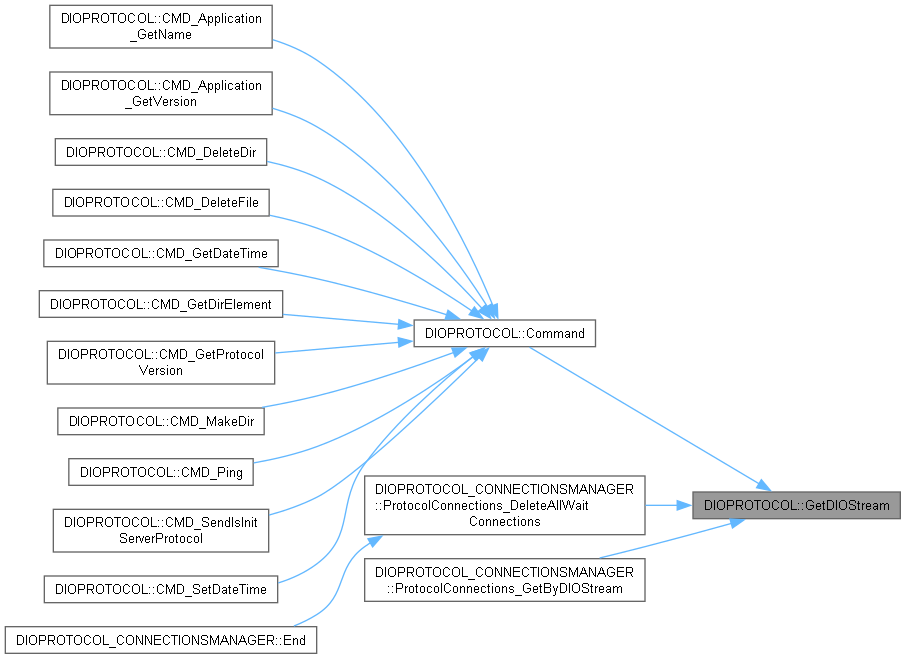 DIOPROTOCOL::CMD_Application
_GetName
DIOPROTOCOL::CMD_Application
_GetVersion
DIOPROTOCOL::CMD_DeleteDir
DIOPROTOCOL::CMD_DeleteFile
DIOPROTOCOL::CMD_GetDateTime
DIOPROTOCOL::CMD_GetDirElement
DIOPROTOCOL::CMD_GetProtocol
Version
DIOPROTOCOL::CMD_MakeDir
DIOPROTOCOL::CMD_Ping
DIOPROTOCOL::CMD_SendIsInit
ServerProtocol
DIOPROTOCOL::CMD_SetDateTime
DIOPROTOCOL_CONNECTIONSMANAGER::End
DIOPROTOCOL::Command
DIOPROTOCOL_CONNECTIONSMANAGER
::ProtocolConnections_DeleteAllWait
Connections
DIOPROTOCOL_CONNECTIONSMANAGER
::ProtocolConnections_GetByDIOStream
DIOPROTOCOL::GetDIOStream